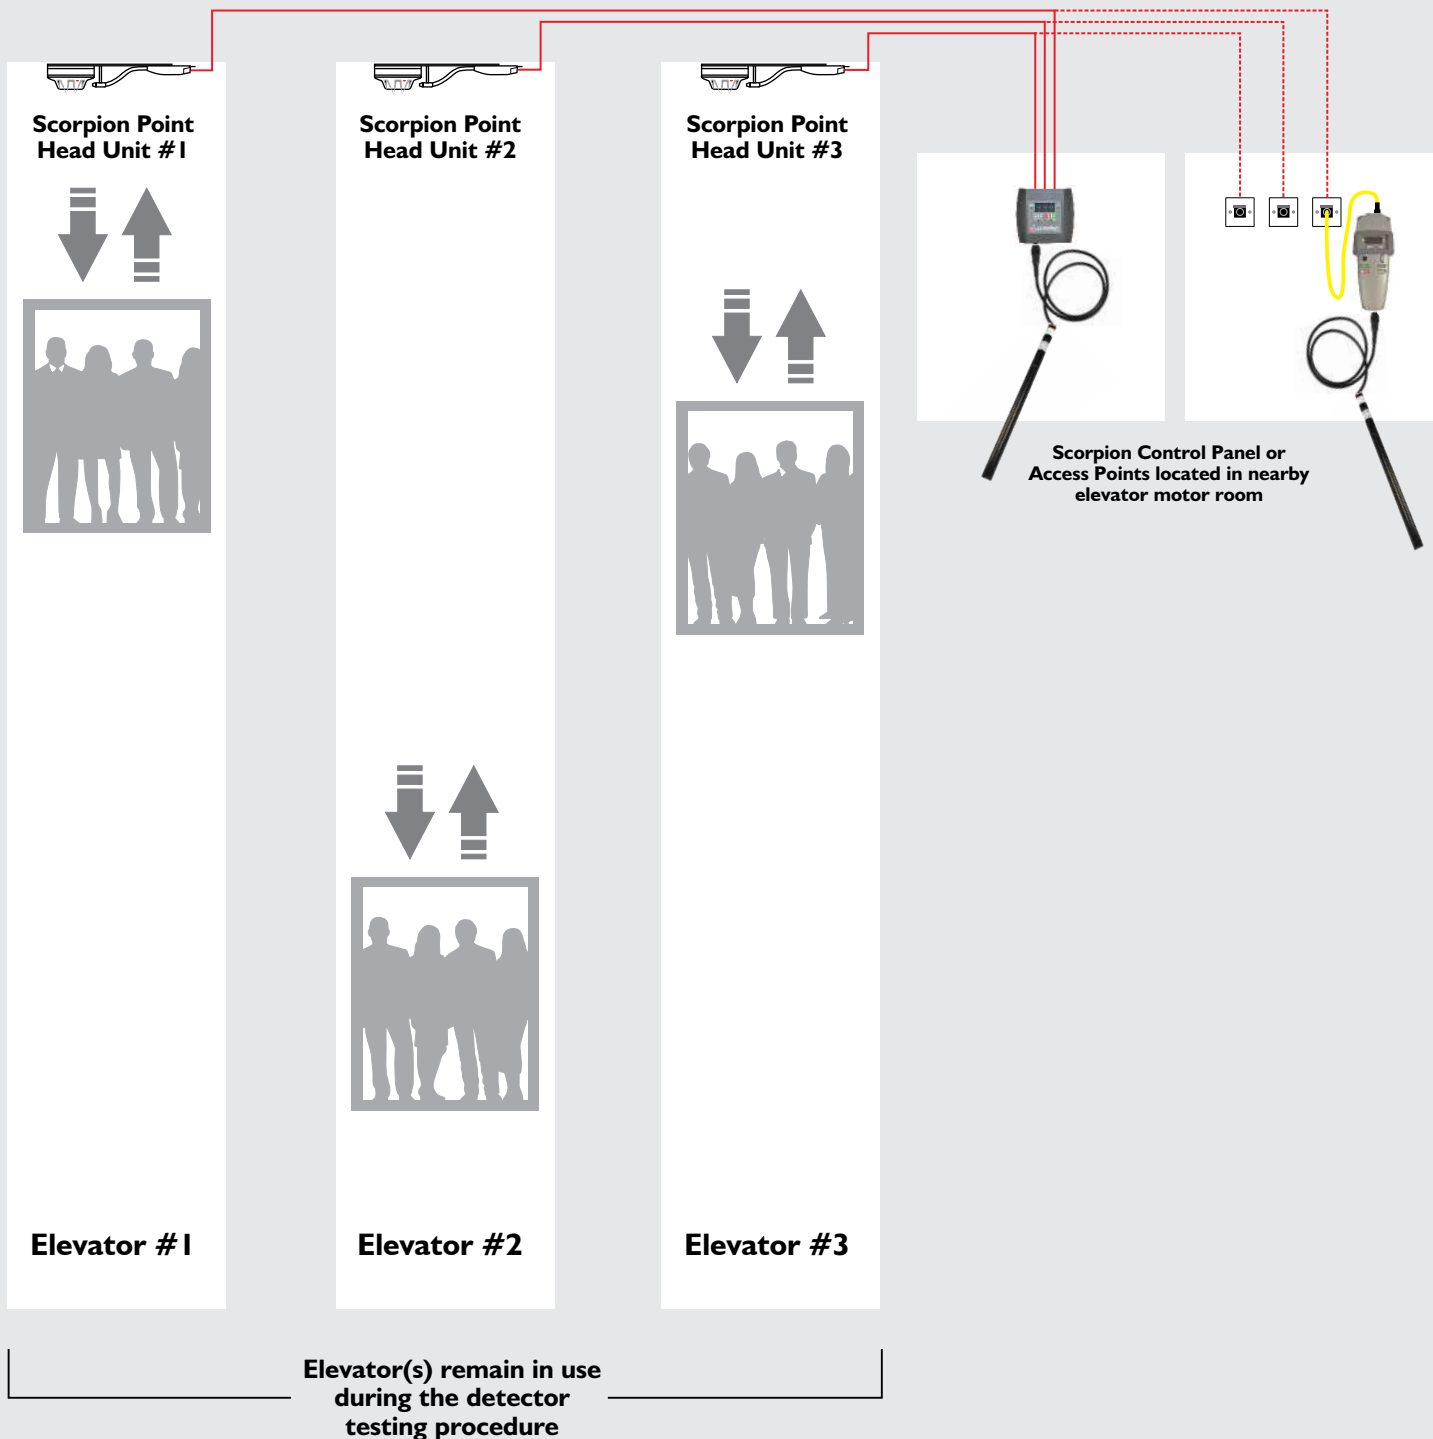 Scorpion Point
Head Unit #1
Scorpion Point
Head Unit #2
Scorpion Point
Head Unit #3
Scorpion Control Panel or
Access Points located in nearby
elevator motor room
Elevator #1
Elevator #2
Elevator #3
Elevator(s) remain in use
during the detector
testing procedure